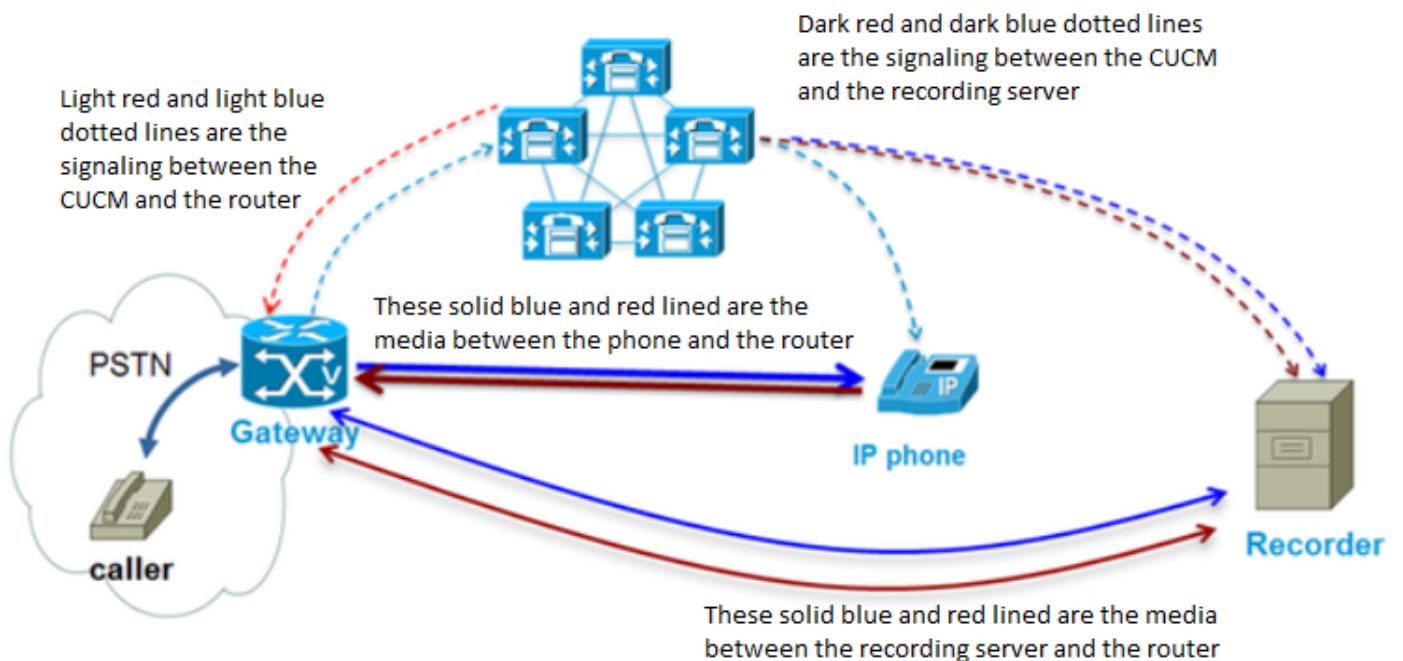 Dark red and dark blue dotted lines
are the signaling between the CUCM
and the recording server
Light red and light blue
dotted lines are the
signaling between the
CUCM and the router
These solid blue and red lined are the
media between the phone and the router
PSTN
V
IP
Gateway
IP phone
Recorder
caller
These solid blue and red lined are the media
between the recording server and the router